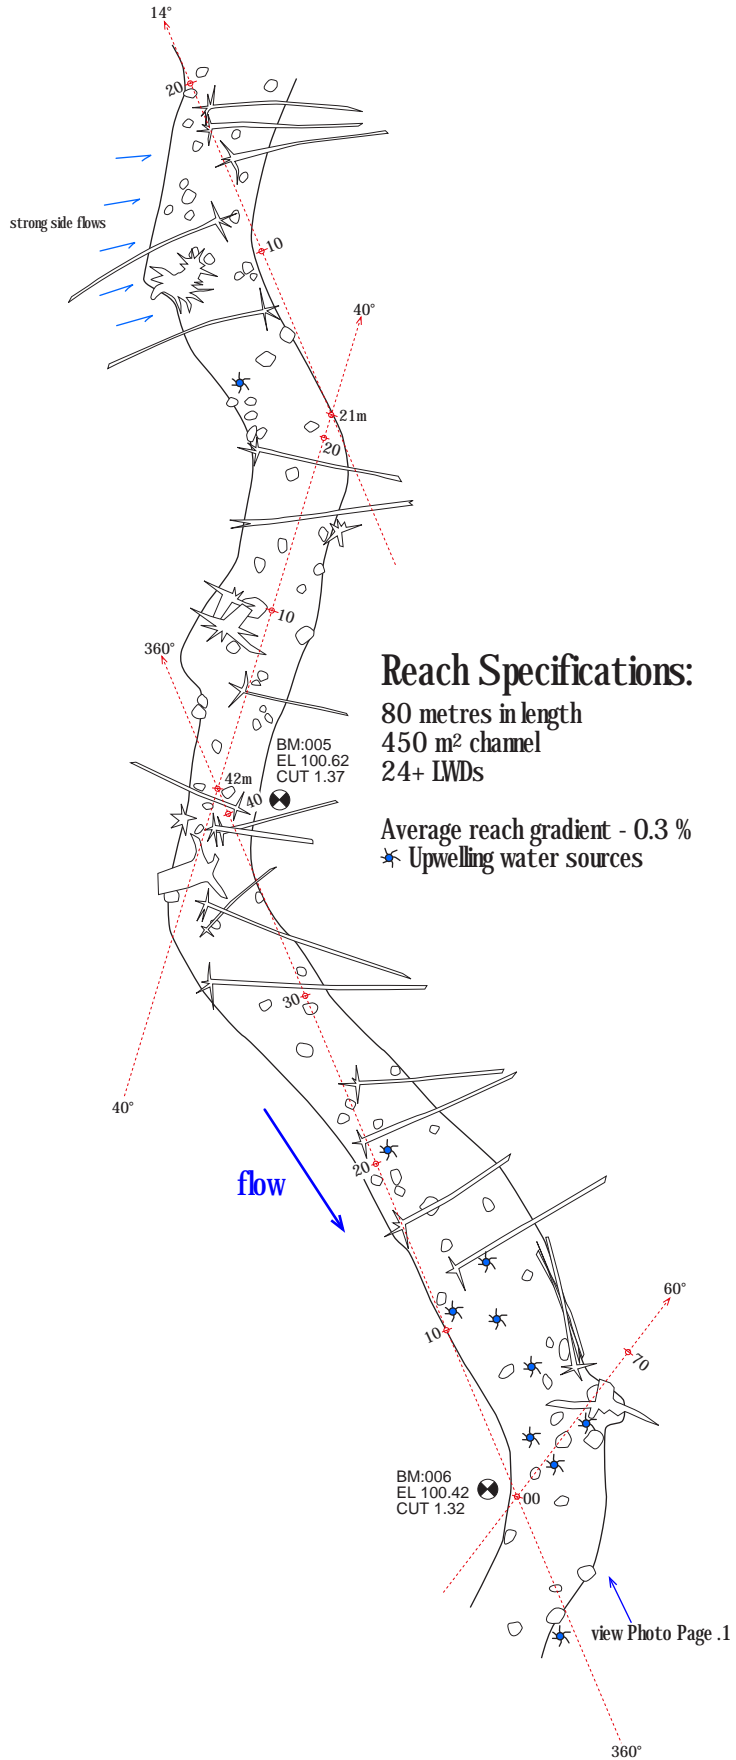 14°
20
strong side flows
10
40°
21m
20
10
360°
Reach Specifications:
80 metres in length
450 m² channel
24+ LWDs
BM:005
EL 100.62
CUT 1.37
42m
40
Average reach gradient - 0.3 %
Upwelling water sources
30
40°
20
flow
60°
10
70
BM:006
EL 100.42
CUT 1.32
00
view Photo Page .1
360°